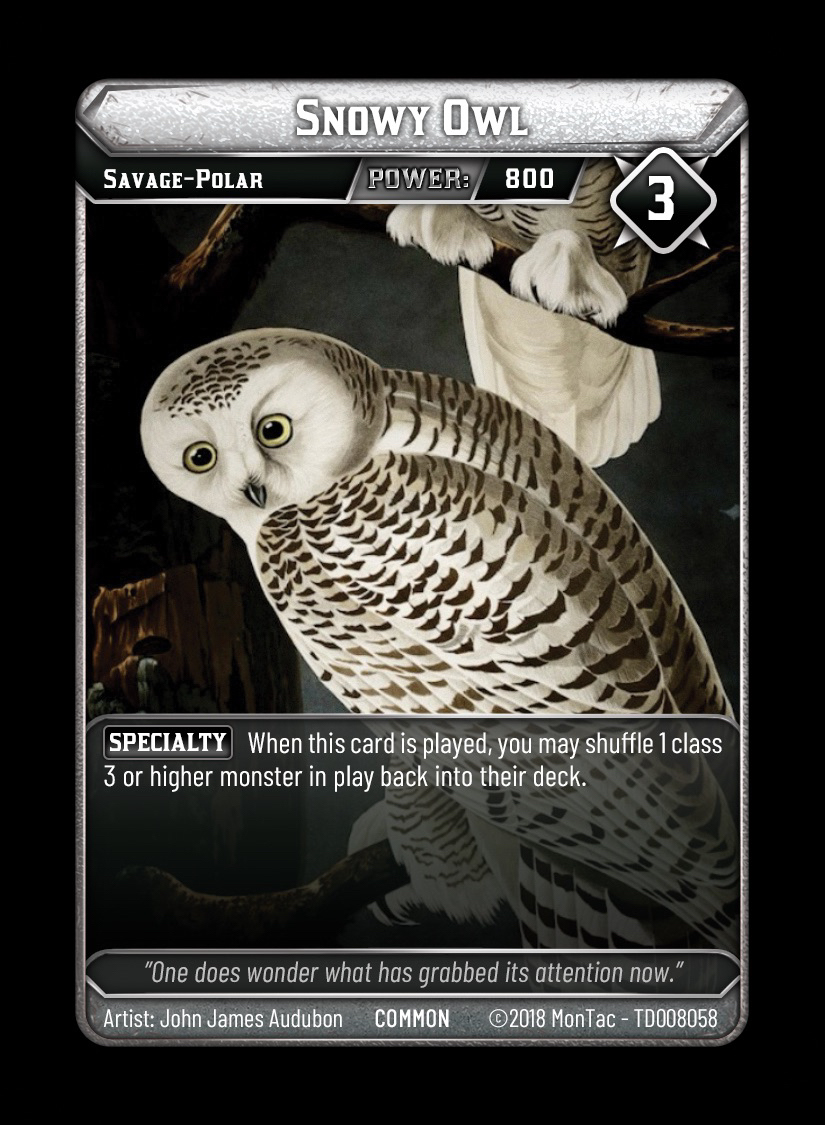 Snowy Owl
Savage-Polar POWER: 800
3
SPECIALTY When this card is played, you may shuffle 1 class
3 or higher monster in play back into their deck.
"One does wonder what has grabbed its attention now."
Artist: John James Audubon COMMON ©2018 MonTac - TD008058